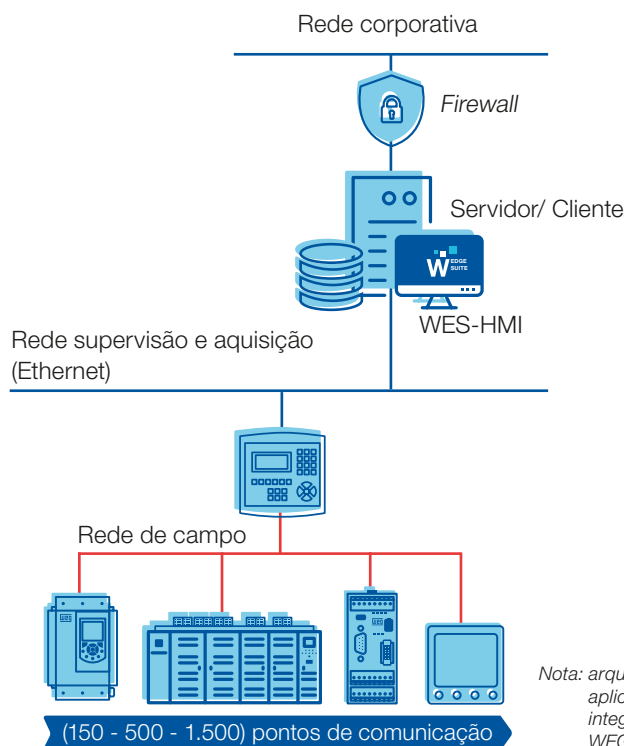 Rede corporativa
Firewall
Servidor/ Cliente
W EDGE
SUITE
WES-HMI
Rede supervisão e aquisição
(Ethernet)
Rede de campo
WEG
(150 - 500 - 1.500) pontos de comunicação
Nota: arqu
aplic
integ
WEG